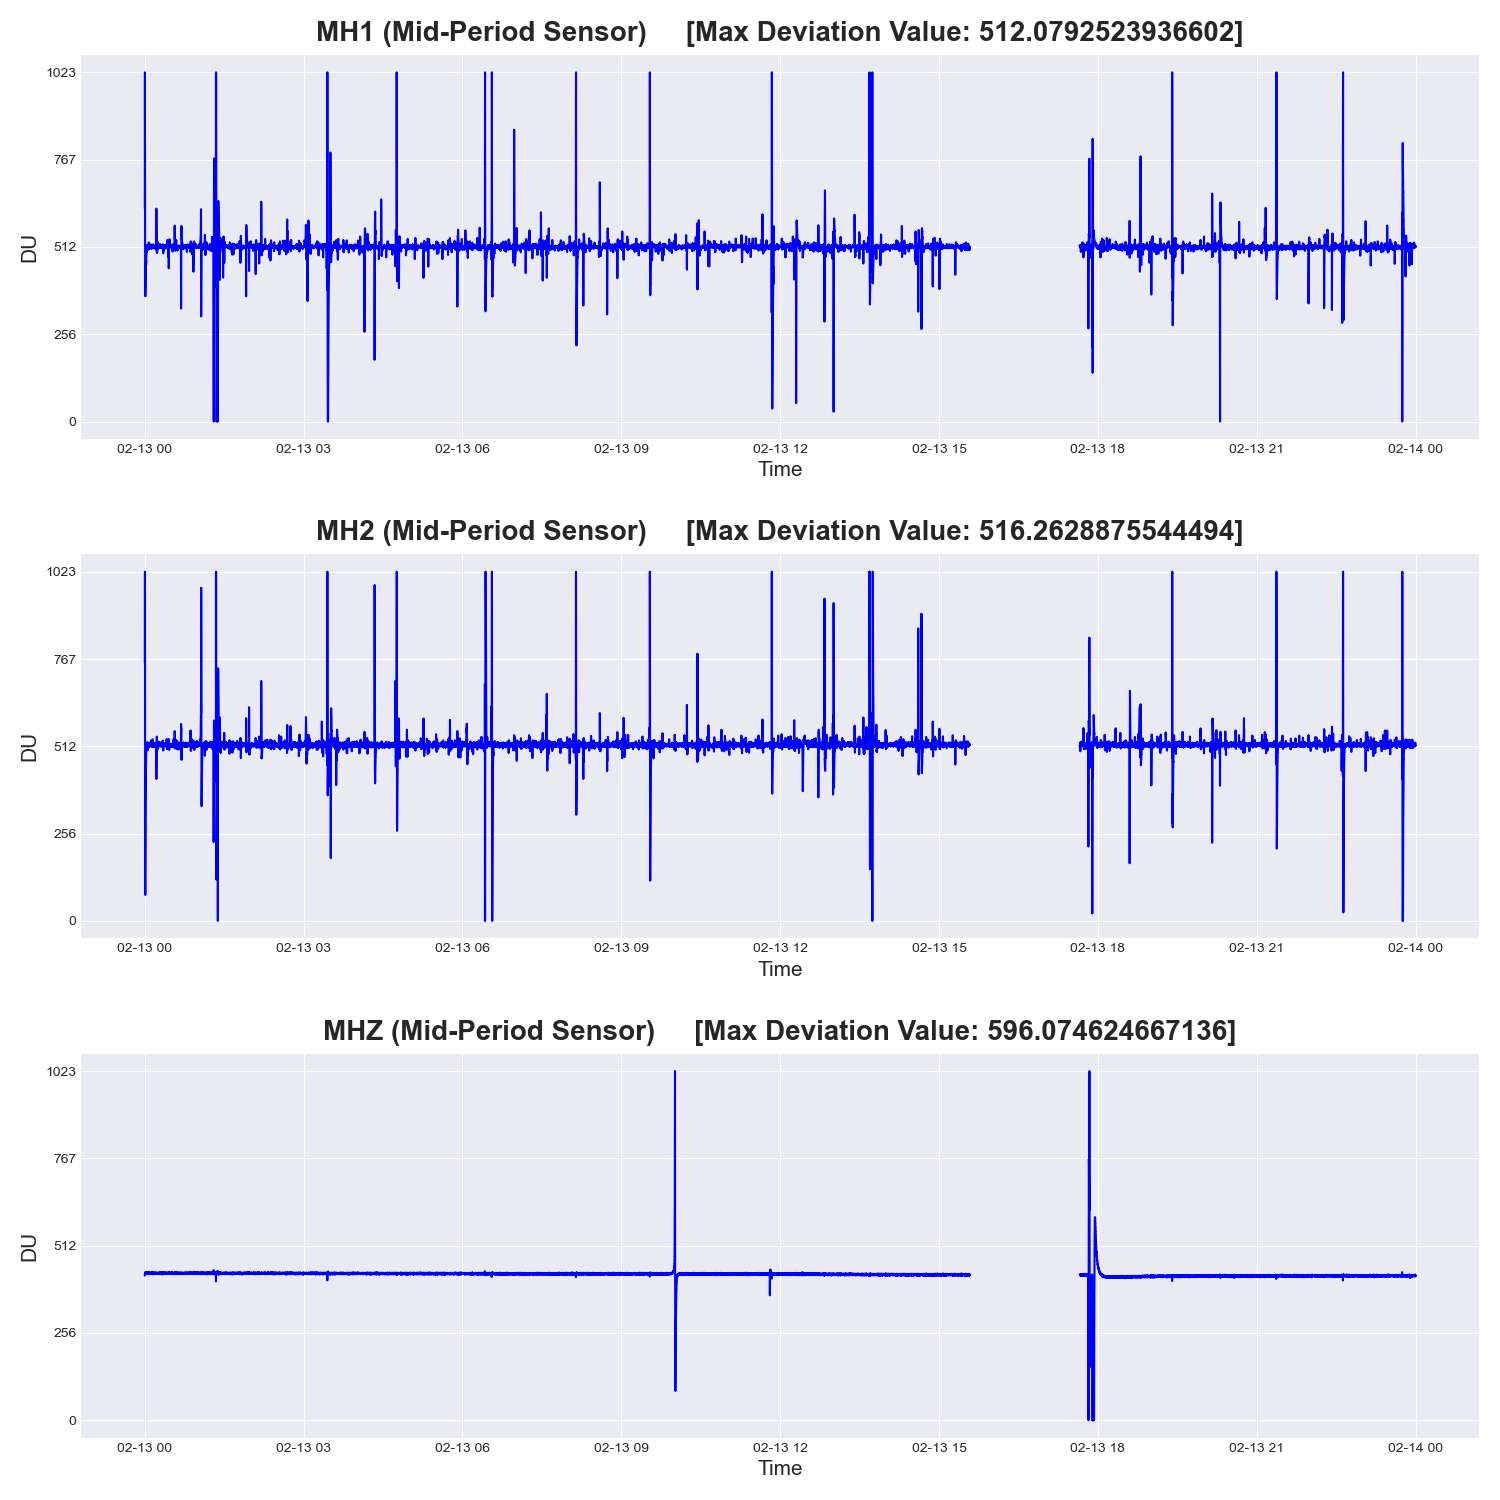 MH1 (Mid-Period Sensor) [Max Deviation Value: 512.0792523936602]
1023
767
512
256
0
DU
02-13 00 02-13 03 02-13 06 02-13 09 02-13 12 02-13 15 02-13 18 02-13 21 02-14 00
Time
MH2 (Mid-Period Sensor) [Max Deviation Value: 516.2628875544494]
1023
767
512
256
0
DU
02-13 00 02-13 03 02-13 06 02-13 09 02-13 12 02-13 15 02-13 18 02-13 21 02-14 00
Time
MHZ (Mid-Period Sensor) [Max Deviation Value: 596.074624667136]
1023
767
512
256
0
DU
02-13 00 02-13 03 02-13 06 02-13 09 02-13 12 02-13 15 02-13 18 02-13 21 02-14 00
Time